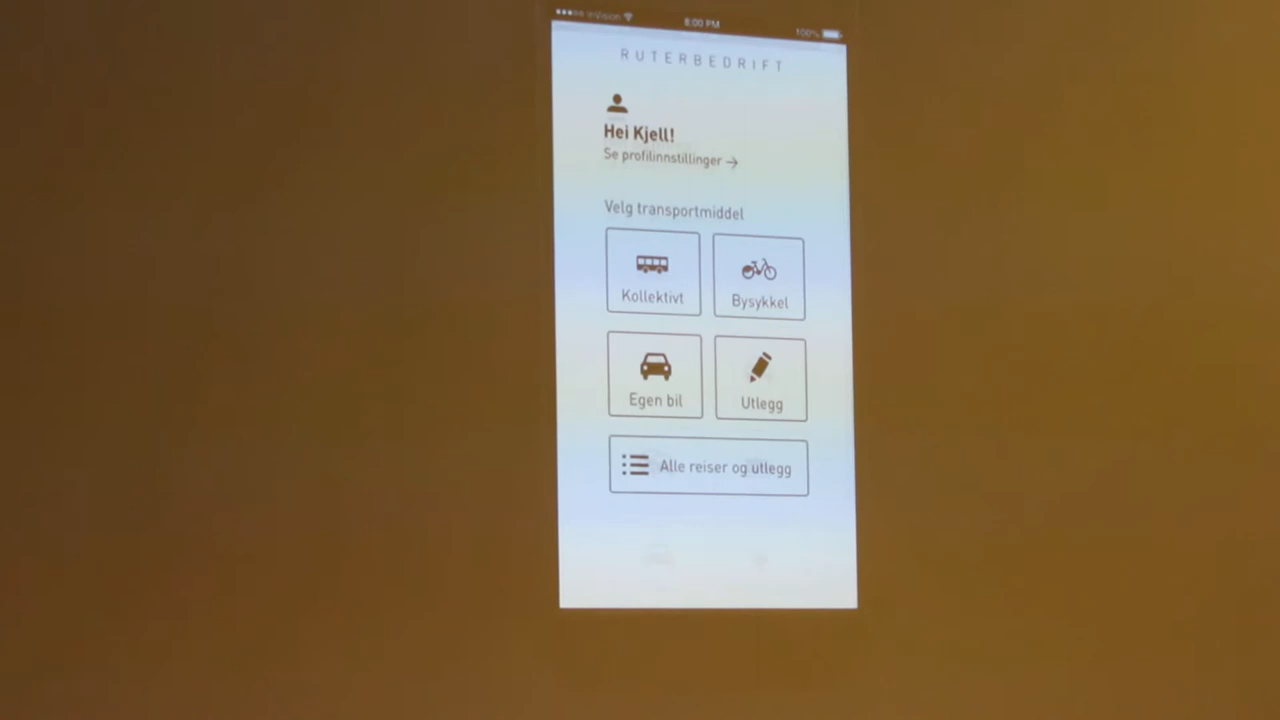 8:00 PM
100%
RUTERBEDRIFT
Hei Kjell!
Se profilinnstillinger →
Velg transportmiddel
Kollektivt
Bysykkel
Egen bil
Utlegg
Alle reiser og utlegg